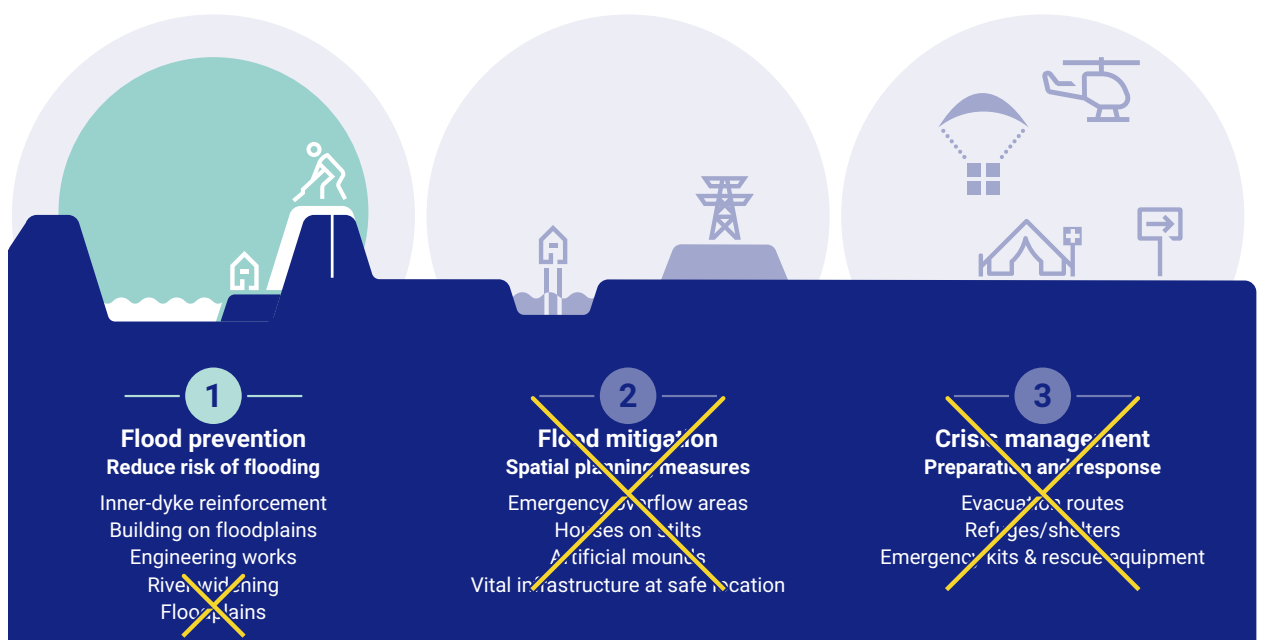 1
Flood prevention
Reduce risk of flooding
Inner-dyke reinforcement
Building on floodplains
Engineering works
River widening
Floodplains
2
Flood mitigation
Spatial planning measures
Emergency overflow areas
Houses on stilts
Artificial mounds
Vital infrastructure at safe location
3
Crisis management
Preparation and response
Evacuation routes
Refuges/shelters
Emergency kits & rescue equipment